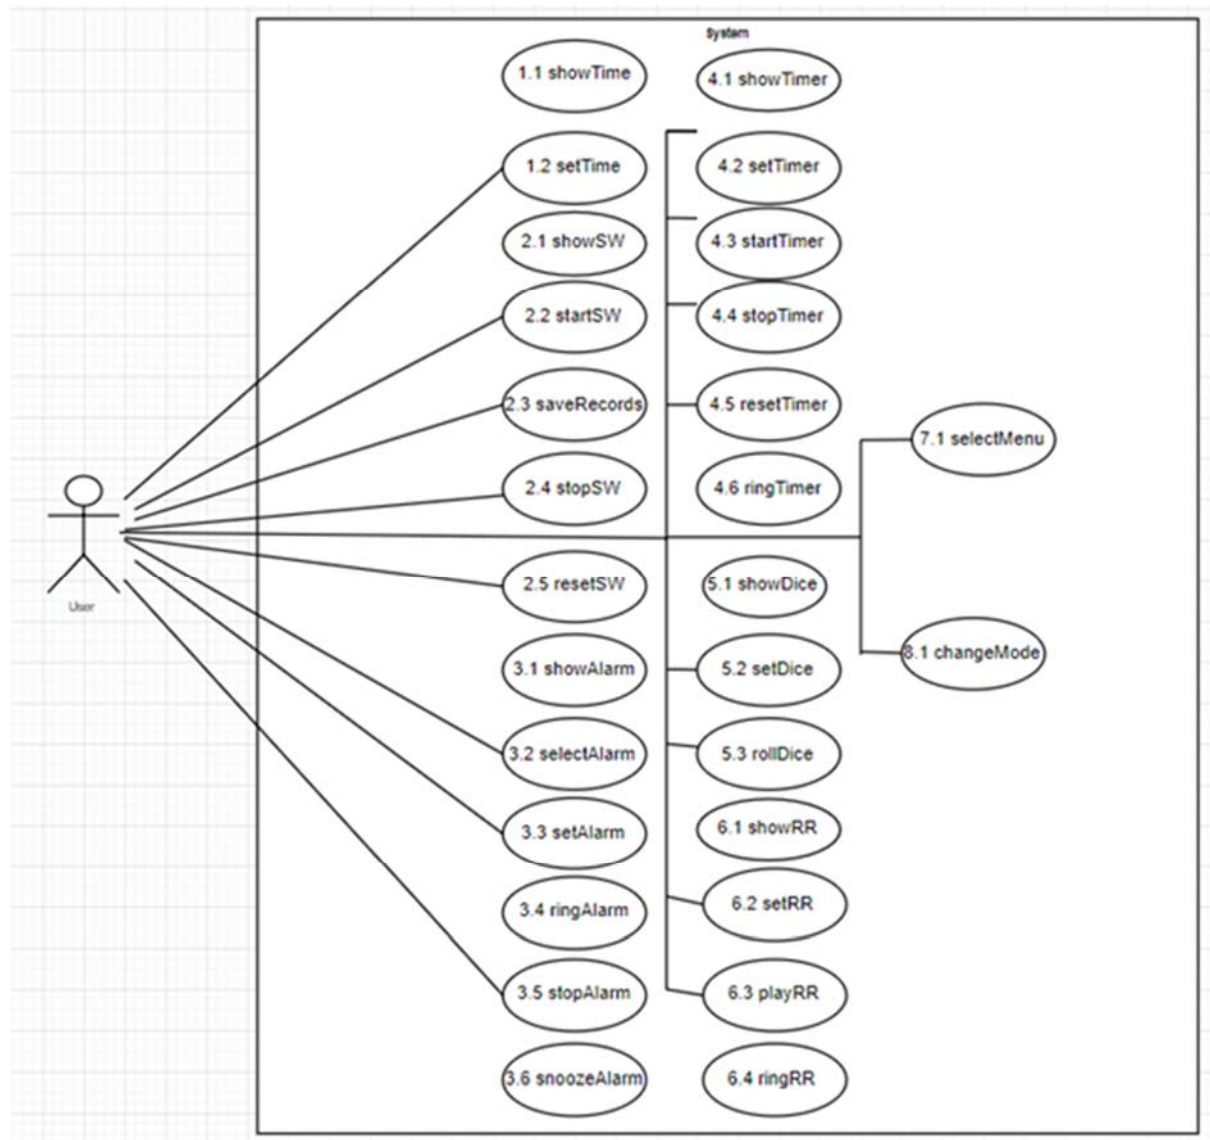 System
1.1 showTime
1.2 setTime
2.1 showSW
2.2 startSW
2.3 saveRecords
2.4 stopSW
2.5 resetSW
3.1 showAlarm
3.2 selectAlarm
3.3 setAlarm
3.4 ringAlarm
3.5 stopAlarm
3.6 snoozeAlarm
4.1 showTimer
4.2 setTimer
4.3 startTimer
4.4 stopTimer
4.5 resetTimer
4.6 ringTimer
5.1 showDice
5.2 setDice
5.3 rollDice
6.1 showRR
6.2 setRR
6.3 playRR
6.4 ringRR
7.1 selectMenu
8.1 changeMode
User